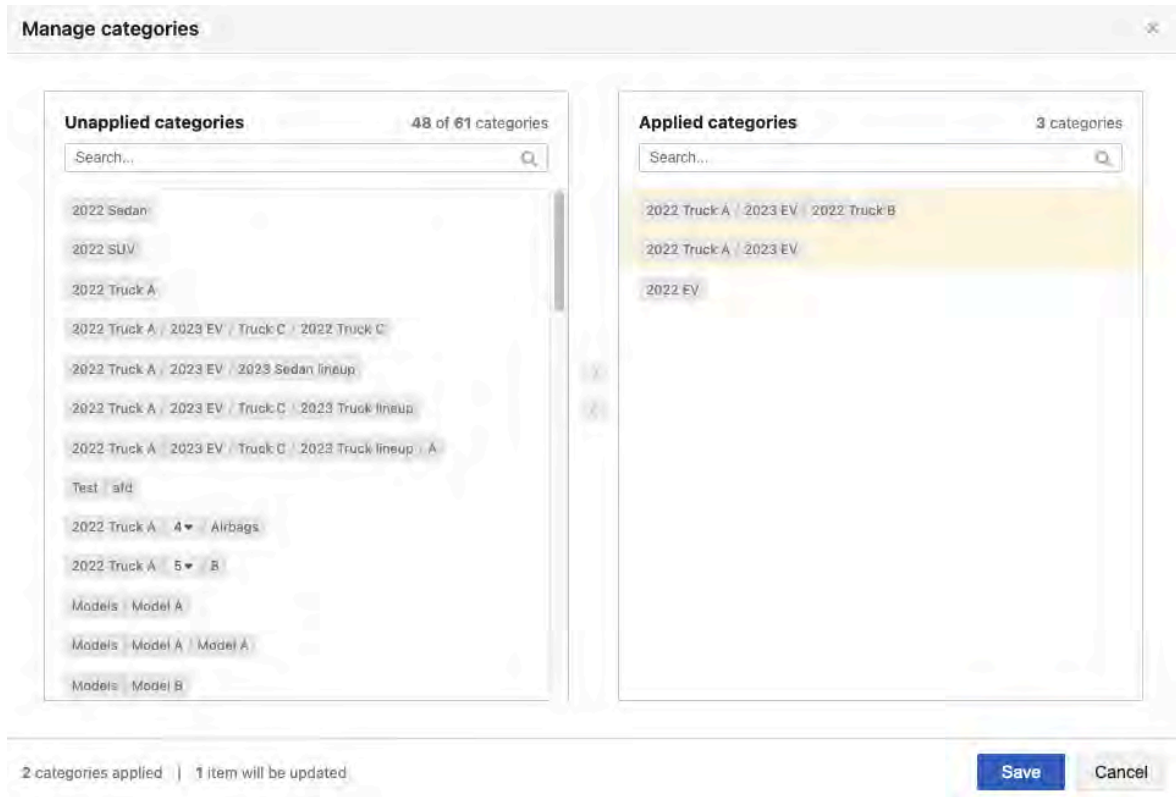 Manage categories
Unapplied categories 48 of 61 categories
Search...
2022 Sedan
2022 SUV
2022 Truck A
2022 Truck A / 2023 EV / Truck C / 2022 Truck C
2022 Truck A / 2023 EV / 2023 Sedan lineup
2022 Truck A / 2023 EV / Truck C / 2023 Truck lineup
2022 Truck A / 2023 EV / Truck C / 2023 Truck lineup / A
Test / afd
2022 Truck A / 4 / Airbags
2022 Truck A / 5 / B
Models / Model A
Models / Model A / Model A
Models / Model B
Applied categories 3 categories
Search...
2022 Truck A / 2023 EV / 2022 Truck B
2022 Truck A / 2023 EV
2022 EV
2 categories applied | 1 item will be updated
Save Cancel